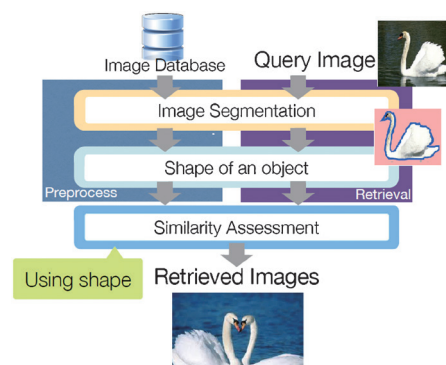 Image Database
Query Image
Image Segmentation
Shape of an object
Preprocess
Retrieval
Similarity Assessment
Using shape
Retrieved Images